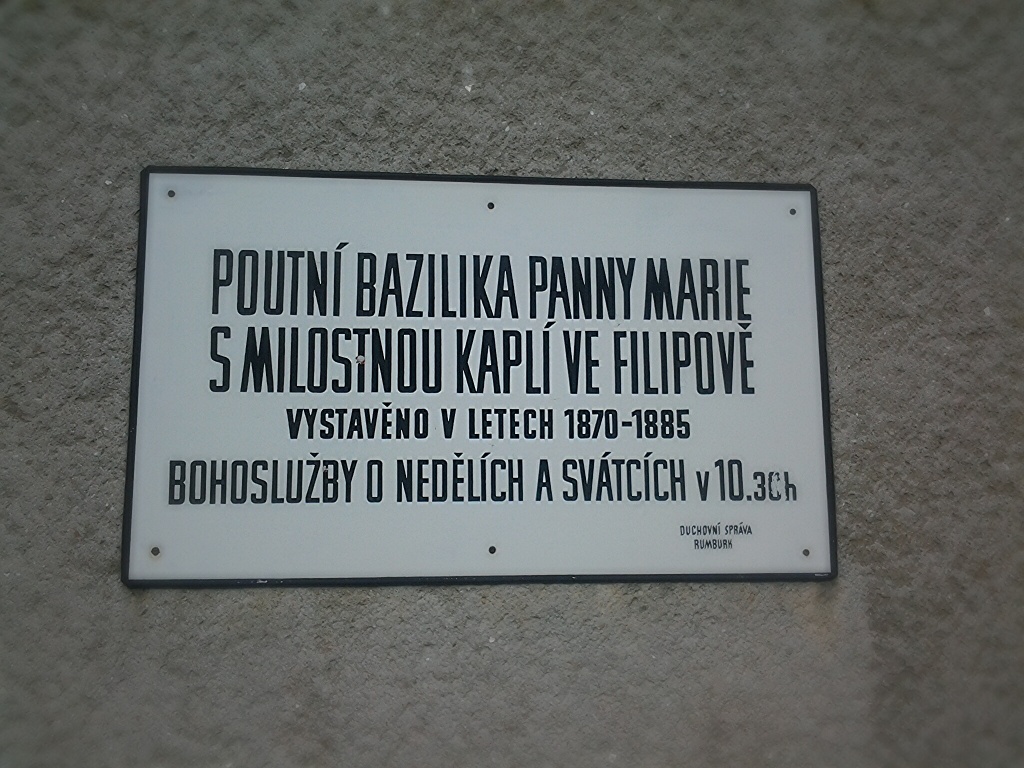 POUTNÍ BAZILIKA PANNY MARIE
S MILOSTNOU KAPLÍ VE FILIPOVĚ
VYSTAVĚNO V LETECH 1870-1885
BOHOSLUŽBY O NEDĚLÍCH A SVÁTCÍCH v 10.30h
DUCHOVNÍ SPRÁVA
RUMBURK